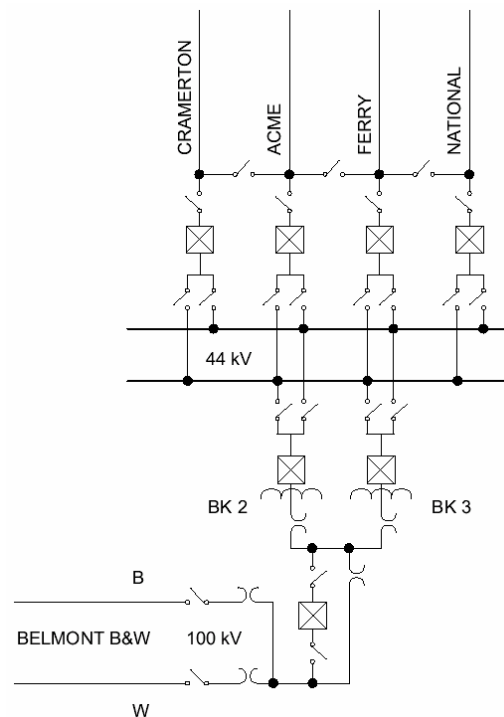 CRAMERTON
ACME
FERRY
NATIONAL
44 kV
BK 2
BK 3
B
BELMONT B&W
100 kV
W